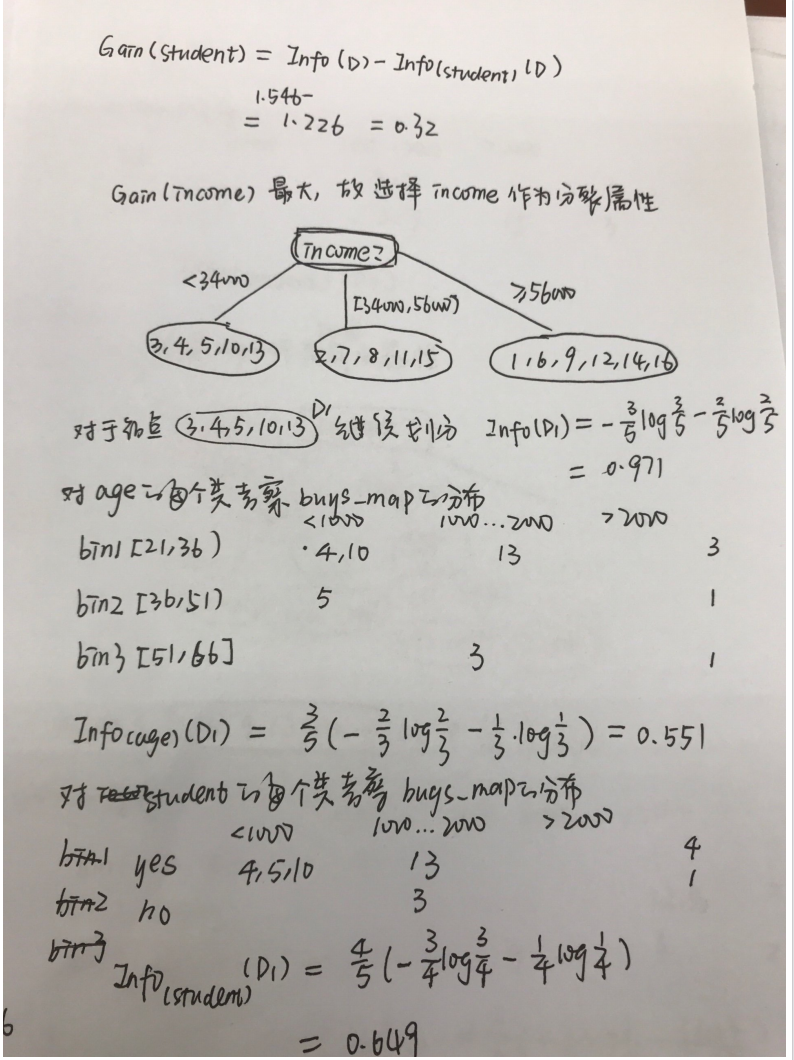 Gain(student) = Info(D) - Info(student)(D)
1.546-
= 1.226 = 0.32
Gain(income) 最大, 故选择 income 作为分裂属性
income?
<34000
[34000,56000)
≥56000
3, 4, 5, 10, 13
2, 7, 8, 11, 15
1, 6, 9, 12, 14, 16
对于节点 3, 4, 5, 10, 13 D1 继续划分 Info(D1) = -3/5 log 3/5 - 2/5 log 2/5
= 0.971
对 age 的每个类考察 buys_map 的分布
<1000 1000...2000 >2000
bin1 [21,36) 4,10 13 3
bin2 [36,51) 5 1
bin3 [51,66] 3 1
Info(age)(D1) = 3/5(-2/3 log 2/3 - 1/3·log 1/3) = 0.551
对 student 的每个类考察 buys_map 的分布
<1000 1000...2000 >2000
bin1 yes 4,5,10 13 4
bin2 no 3 1
bin3
Info(student)(D1) = 4/5(-3/4 log 3/4 - 1/4 log 1/4)
= 0.649